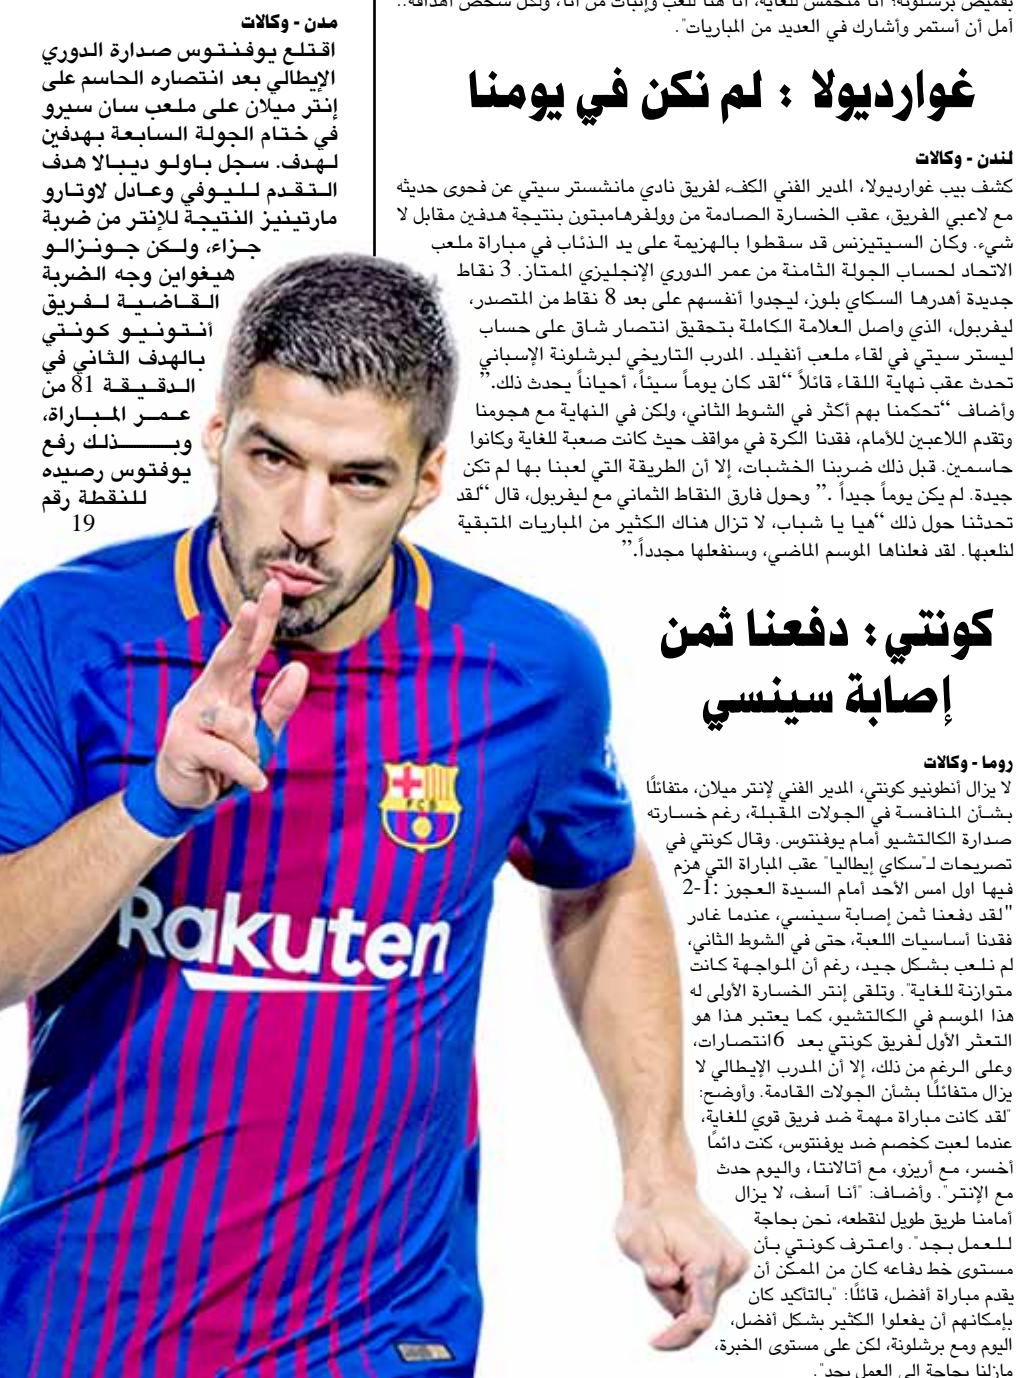 بقميص برشلونة؟ أنا متحمس للغاية، أنا هنا للعب وإثبات من أنا، ولكل شخص أهدافه..
آمل أن أستمر وأشارك في العديد من المباريات".
غوارديولا : لم نكن في يومنا
لندن - وكالات
كشف بيب غوارديولا، المدير الفني الكفء لفريق نادي مانشستر سيتي عن فحوى حديثه
مع لاعبي الفريق، عقب الخسارة الصادمة من وولفرهامبتون بنتيجة هدفين مقابل لا
شيء. وكان السيتيزنس قد سقطوا بالهزيمة على يد الذئاب في مباراة ملعب
الاتحاد لحساب الجولة الثامنة من عمر الدوري الإنجليزي الممتاز. 3 نقاط
جديدة أهدرها السكاي بلوز، ليجدوا أنفسهم على بعد 8 نقاط من المتصدر،
ليفربول، الذي واصل العلامة الكاملة بتحقيق انتصار شاق على حساب
ليستر سيتي في لقاء ملعب أنفيلد. المدرب التاريخي لبرشلونة الإسباني
تحدث عقب نهاية اللقاء قائلاً “لقد كان يوماً سيئاً، أحياناً يحدث ذلك.”
وأضاف “تحكمنا بهم أكثر في الشوط الثاني، ولكن في النهاية مع هجومنا
وتقدم اللاعبين للأمام، فقدنا الكرة في مواقف حيث كانت صعبة للغاية وكانوا
حاسمين. قبل ذلك ضربنا الخشبات، إلا أن الطريقة التي لعبنا بها لم تكن
جيدة. لم يكن يوماً جيداً .” وحول فارق النقاط الثماني مع ليفربول، قال “لقد
تحدثنا حول ذلك “هيا يا شباب، لا تزال هناك الكثير من المباريات المتبقية
لنلعبها. لقد فعلناها الموسم الماضي، وسنفعلها مجدداً.”
كونتي: دفعنا ثمن
إصابة سينسي
روما - وكالات
لا يزال أنطونيو كونتي، المدير الفني لإنتر ميلان، متفائلًا
بشأن المنافسة في الجولات المقبلة، رغم خسارته
صدارة الكالتشيو أمام يوفنتوس. وقال كونتي في
تصريحات لـ"سكاي إيطاليا" عقب المباراة التي هزم
فيها اول امس الأحد أمام السيدة العجوز :1-2
"لقد دفعنا ثمن إصابة سينسي، عندما غادر
فقدنا أساسيات اللعبة، حتى في الشوط الثاني،
لم نلعب بشكل جيد، رغم أن المواجهة كانت
متوازنة للغاية". وتلقى إنتر الخسارة الأولى له
هذا الموسم في الكالتشيو، كما يعتبر هذا هو
التعثر الأول لفريق كونتي بعد 6انتصارات،
وعلى الرغم من ذلك، إلا أن المدرب الإيطالي لا
يزال متفائلًا بشأن الجولات القادمة. وأوضح:
"لقد كانت مباراة مهمة ضد فريق قوي للغاية،
عندما لعبت كخصم ضد يوفنتوس، كنت دائمًا
أخسر، مع أريزو، مع أتالانتا، واليوم حدث
مع الإنتر". وأضاف: "أنا آسف، لا يزال
أمامنا طريق طويل لنقطعه، نحن بحاجة
للعمل بجد". واعترف كونتي بأن
مستوى خط دفاعه كان من الممكن أن
يقدم مباراة أفضل، قائلًا: "بالتأكيد كان
بإمكانهم أن يفعلوا الكثير بشكل أفضل،
اليوم ومع برشلونة، لكن على مستوى الخبرة،
مازلنا بحاجة إلى العمل بجد".
مدن - وكالات
اقتلع يوفنتوس صدارة الدوري
الإيطالي بعد انتصاره الحاسم على
إنتر ميلان على ملعب سان سيرو
في ختام الجولة السابعة بهدفين
لهدف. سجل باولو ديبالا هدف
التقدم لليوفي وعادل لاوتارو
مارتينيز النتيجة للإنتر من ضربة
جزاء، ولكن جونزالو
هيغواين وجه الضربة
القاضية لفريق
أنتونيو كونتي
بالهدف الثاني في
الدقيقة 81 من
عمر المباراة،
وبذلك رفع
يوفتوس رصيده
للنقطة رقم
19
FCB
Rakuten